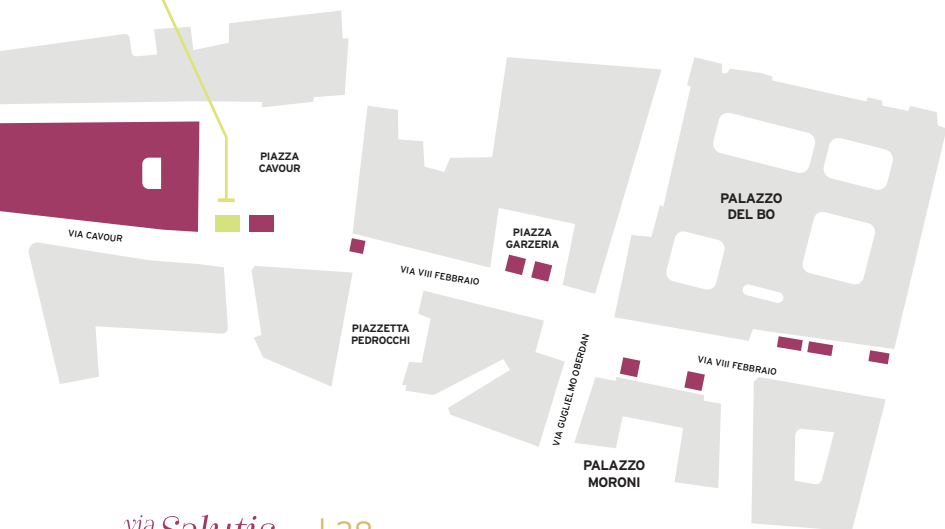 PIAZZA
CAVOUR
VIA CAVOUR
PALAZZO
DEL BO
PIAZZA
GARZERIA
VIA VIII FEBBRAIO
PIAZZETTA
PEDROCCHI
VIA GUGLIELMO OBERDAN
VIA VIII FEBBRAIO
PALAZZO
MORONI
via